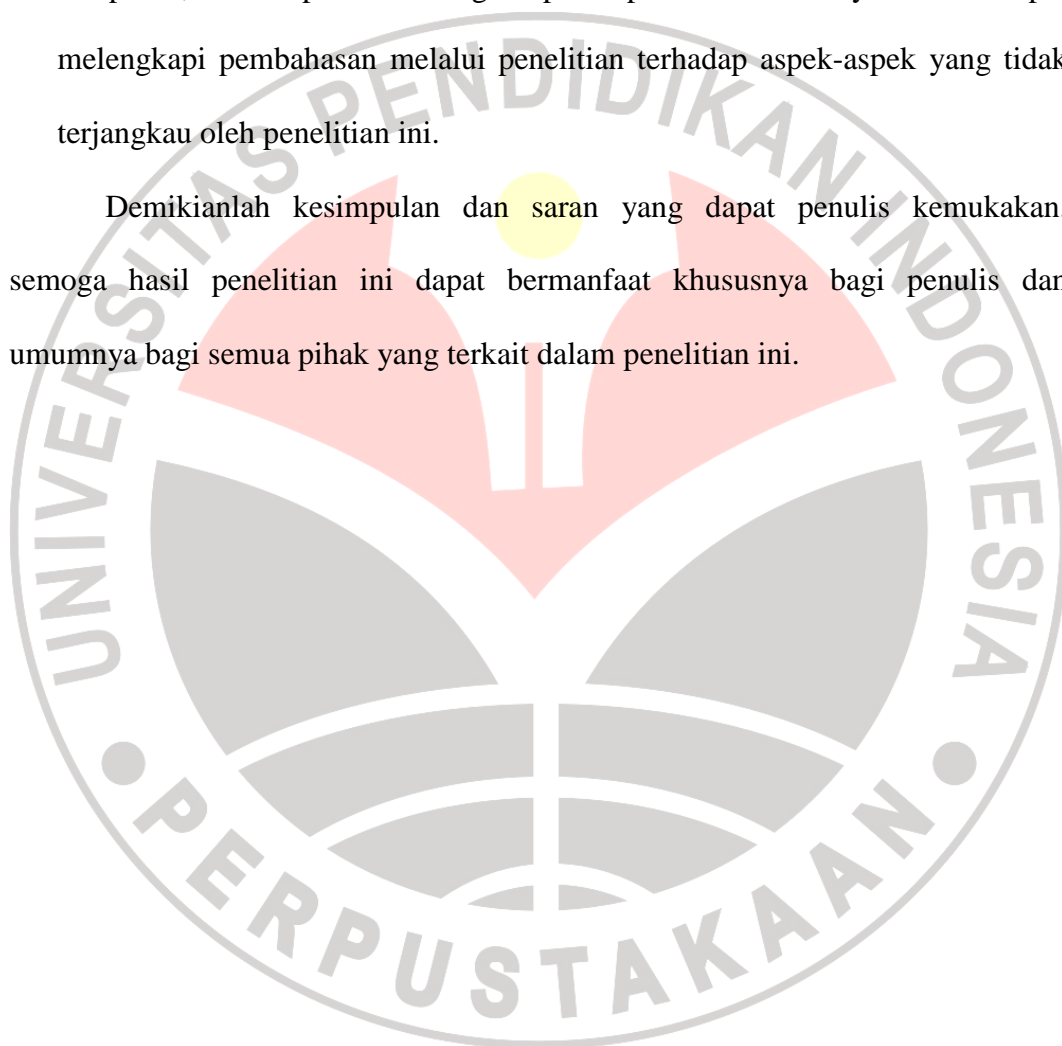 melengkapi pembahasan melalui penelitian terhadap aspek-aspek yang tidak
terjangkau oleh penelitian ini.
Demikianlah kesimpulan dan saran yang dapat penulis kemukakan,
semoga hasil penelitian ini dapat bermanfaat khususnya bagi penulis dan
umumnya bagi semua pihak yang terkait dalam penelitian ini.
UNIVERSITAS PENDIDIKAN INDONESIA
PERPUSTAKAAN